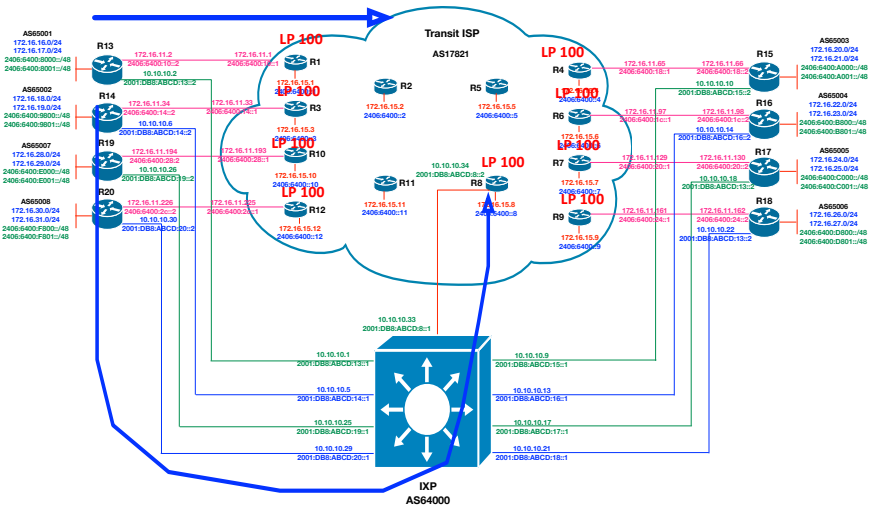 Transit ISP
AS17821
AS65001
172.16.16.0/24
172.16.17.0/24
2406:6400:8000::/48
2406:6400:8001::/48
R13
172.16.11.2
2406:6400:10::2
10.10.10.2
2001:DB8:ABCD:13::2
172.16.11.1
LP 100
R1
172.16.15.1
AS65002
172.16.18.0/24
172.16.19.0/24
2406:6400:9800::/48
2406:6400:9801::/48
R14
172.16.11.34
2406:6400:14::2
10.10.10.6
2001:DB8:ABCD:14::2
172.16.11.33
LP 100
R3
172.16.15.3
AS65007
172.16.28.0/24
172.16.29.0/24
2406:6400:E000::/48
2406:6400:E001::/48
R19
172.16.11.194
2406:6400:28::2
10.10.10.26
2001:DB8:ABCD:19::2
172.16.11.193
2406:6400:28::1
LP 100
R10
172.16.15.10
2406:6400::10
AS65008
172.16.30.0/24
172.16.31.0/24
2406:6400:F800::/48
2406:6400:F801::/48
R20
172.16.11.226
2406:6400:2c::2
10.10.10.30
2001:DB8:ABCD:20::2
172.16.11.225
2406:6400:2c::1
LP 100
R12
172.16.15.12
2406:6400::12
R2
172.16.15.2
2406:6400::2
R5
172.16.15.5
2406:6400::5
R11
172.16.15.11
2406:6400::11
10.10.10.34
2001:DB8:ABCD:8::2
LP 100
R8
172.16.15.8
2406:6400::8
LP 100
R4
172.16.11.65
2406:6400:18::1
172.16.11.66
2406:6400:18::2
R15
10.10.10.10
2001:DB8:ABCD:15::2
AS65003
172.16.20.0/24
172.16.21.0/24
2406:6400:A000::/48
2406:6400:A001::/48
LP 100
R6
172.16.15.6
172.16.11.97
2406:6400:1c::1
172.16.11.98
2406:6400:1c::2
R16
10.10.10.14
2001:DB8:ABCD:16::2
AS65004
172.16.22.0/24
172.16.23.0/24
2406:6400:B800::/48
2406:6400:B801::/48
LP 100
R7
172.16.15.7
2406:6400::7
172.16.11.129
2406:6400:20::1
172.16.11.130
2406:6400:20::2
R17
10.10.10.18
2001:DB8:ABCD:13::2
AS65005
172.16.24.0/24
172.16.25.0/24
2406:6400:C000::/48
2406:6400:C001::/48
LP 100
R9
172.16.15.9
2406:6400::9
172.16.11.161
2406:6400:24::1
172.16.11.162
2406:6400:24::2
R18
10.10.10.22
2001:DB8:ABCD:13::2
AS65006
172.16.26.0/24
172.16.27.0/24
2406:6400:D800::/48
2406:6400:D801::/48
10.10.10.33
2001:DB8:ABCD:8::1
10.10.10.1
2001:DB8:ABCD:13::1
10.10.10.9
2001:DB8:ABCD:15::1
10.10.10.5
2001:DB8:ABCD:14::1
10.10.10.13
2001:DB8:ABCD:16::1
10.10.10.25
2001:DB8:ABCD:19::1
10.10.10.17
2001:DB8:ABCD:17::1
10.10.10.29
2001:DB8:ABCD:20::1
10.10.10.21
2001:DB8:ABCD:18::1
IXP
AS64000